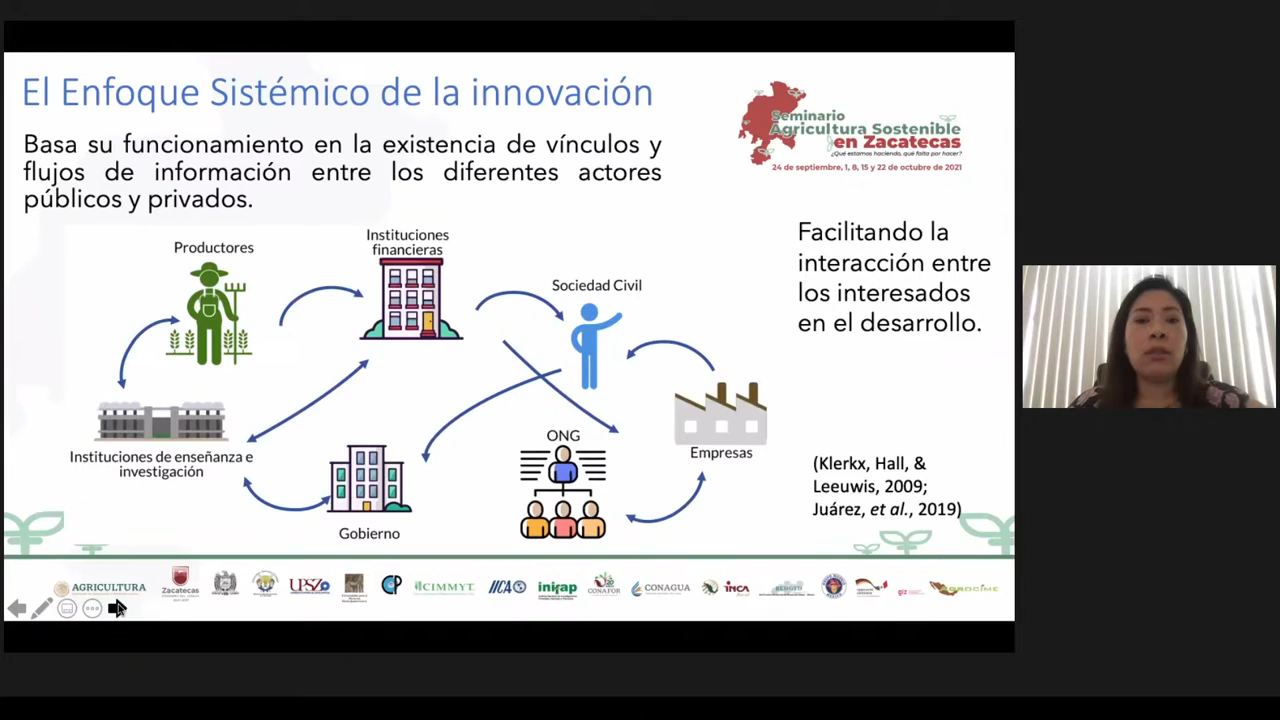 El Enfoque Sistémico de la innovación
Basa su funcionamiento en la existencia de vínculos y
flujos de información entre los diferentes actores
públicos y privados.
Seminario
Agricultura Sostenible
en Zacatecas
¿Qué estamos haciendo, qué falta por hacer?
24 de septiembre, 1, 8, 15 y 22 de octubre de 2021
Productores
Instituciones
financieras
Sociedad Civil
Facilitando la
interacción entre
los interesados
en el desarrollo.
Instituciones de enseñanza e
investigación
Gobierno
ONG
Empresas
(Klerkx, Hall, &
Leeuwis, 2009;
Juárez, et al., 2019)
AGRICULTURA
Zacatecas
UPSZ
CP
CIMMYT
IICA
inifap
CONAFOR
CONAGUA
INCA
giz